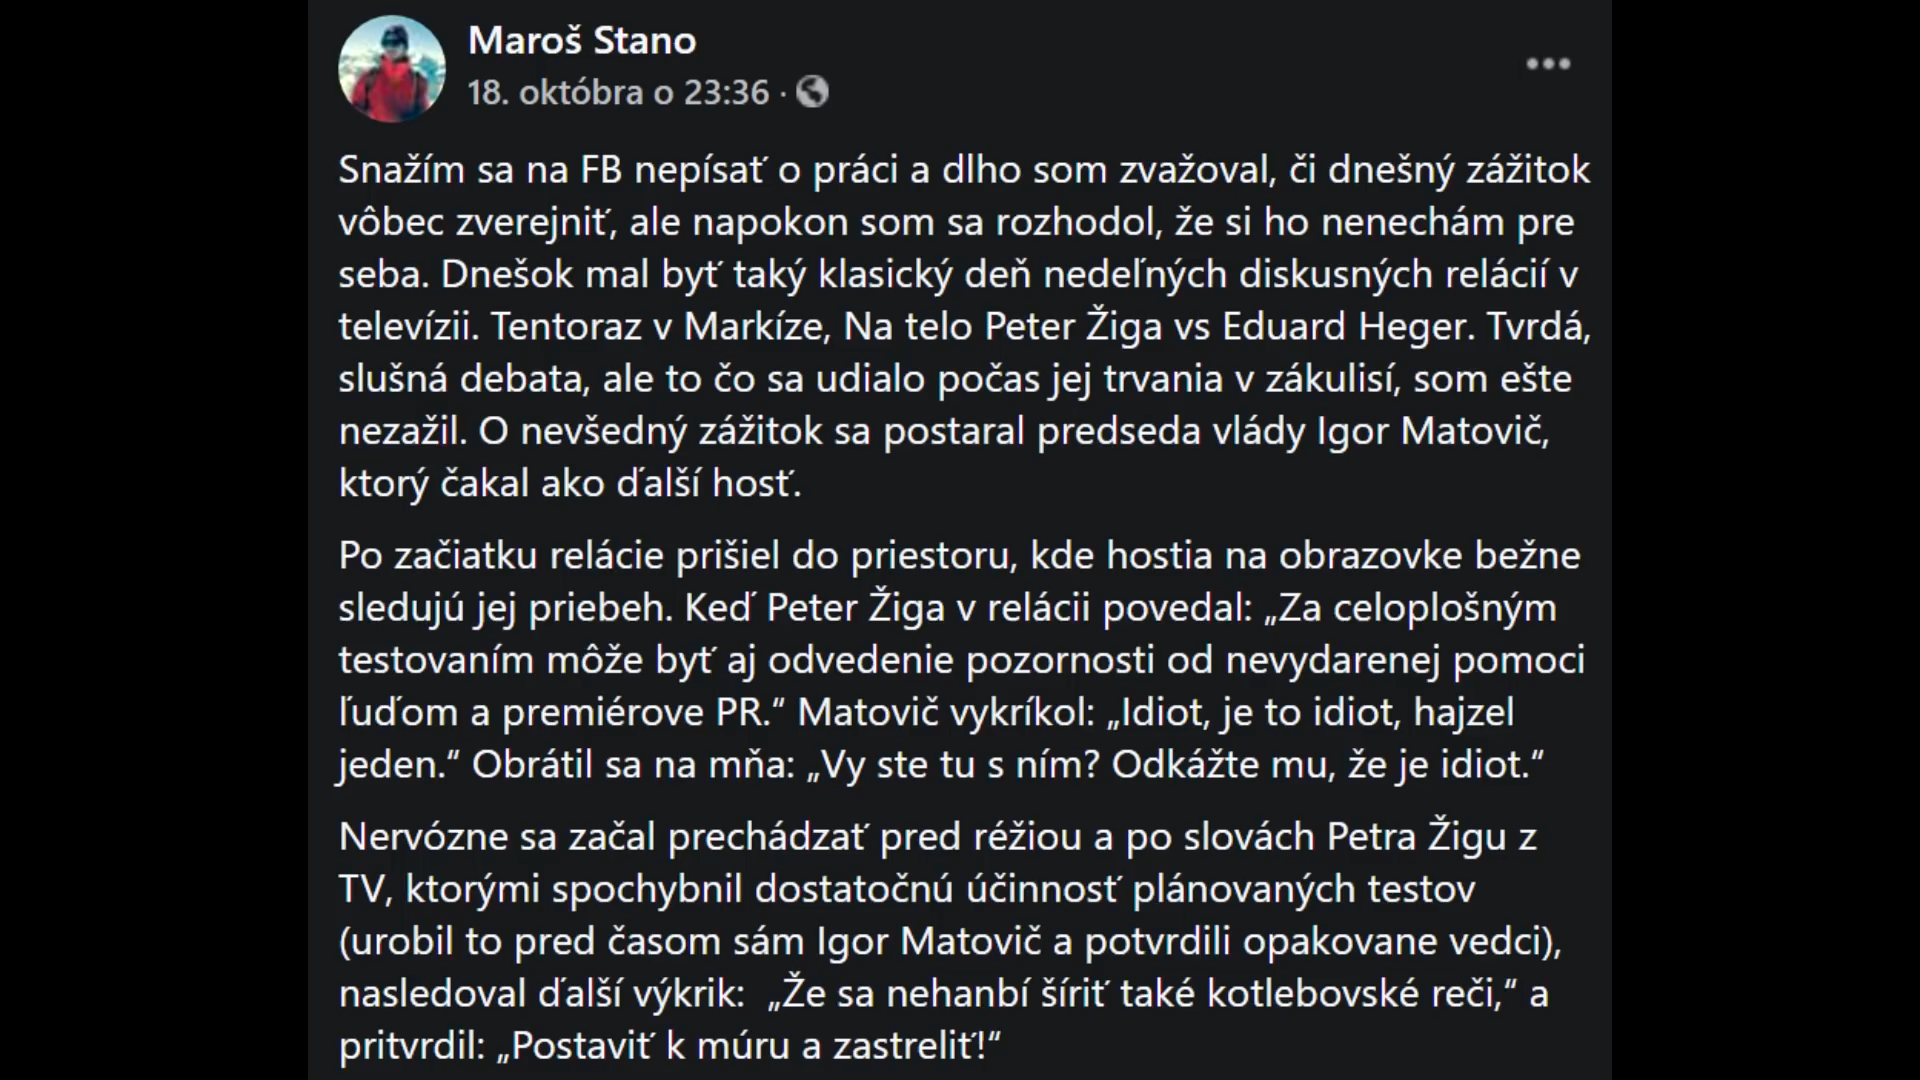 Maroš Stano
18. októbra o 23:36 ·
Snažím sa na FB nepísať o práci a dlho som zvažoval, či dnešný zážitok
vôbec zverejniť, ale napokon som sa rozhodol, že si ho nenechám pre
seba. Dnešok mal byť taký klasický deň nedeľných diskusných relácií v
televízii. Tentoraz v Markíze, Na telo Peter Žiga vs Eduard Heger. Tvrdá,
slušná debata, ale to čo sa udialo počas jej trvania v zákulisí, som ešte
nezažil. O nevšedný zážitok sa postaral predseda vlády Igor Matovič,
ktorý čakal ako ďalší hosť.
Po začiatku relácie prišiel do priestoru, kde hostia na obrazovke bežne
sledujú jej priebeh. Keď Peter Žiga v relácii povedal: „Za celoplošným
testovaním môže byť aj odvedenie pozornosti od nevydarenej pomoci
ľuďom a premiérove PR.“ Matovič vykríkol: „Idiot, je to idiot, hajzel
jeden.“ Obrátil sa na mňa: „Vy ste tu s ním? Odkážte mu, že je idiot.“
Nervózne sa začal prechádzať pred réžiou a po slovách Petra Žigu z
TV, ktorými spochybnil dostatočnú účinnosť plánovaných testov
(urobil to pred časom sám Igor Matovič a potvrdili opakovane vedci),
nasledoval ďalší výkrik:  „Že sa nehanbí šíriť také kotlebovské reči,“ a
pritvrdil: „Postaviť k múru a zastreliť!“